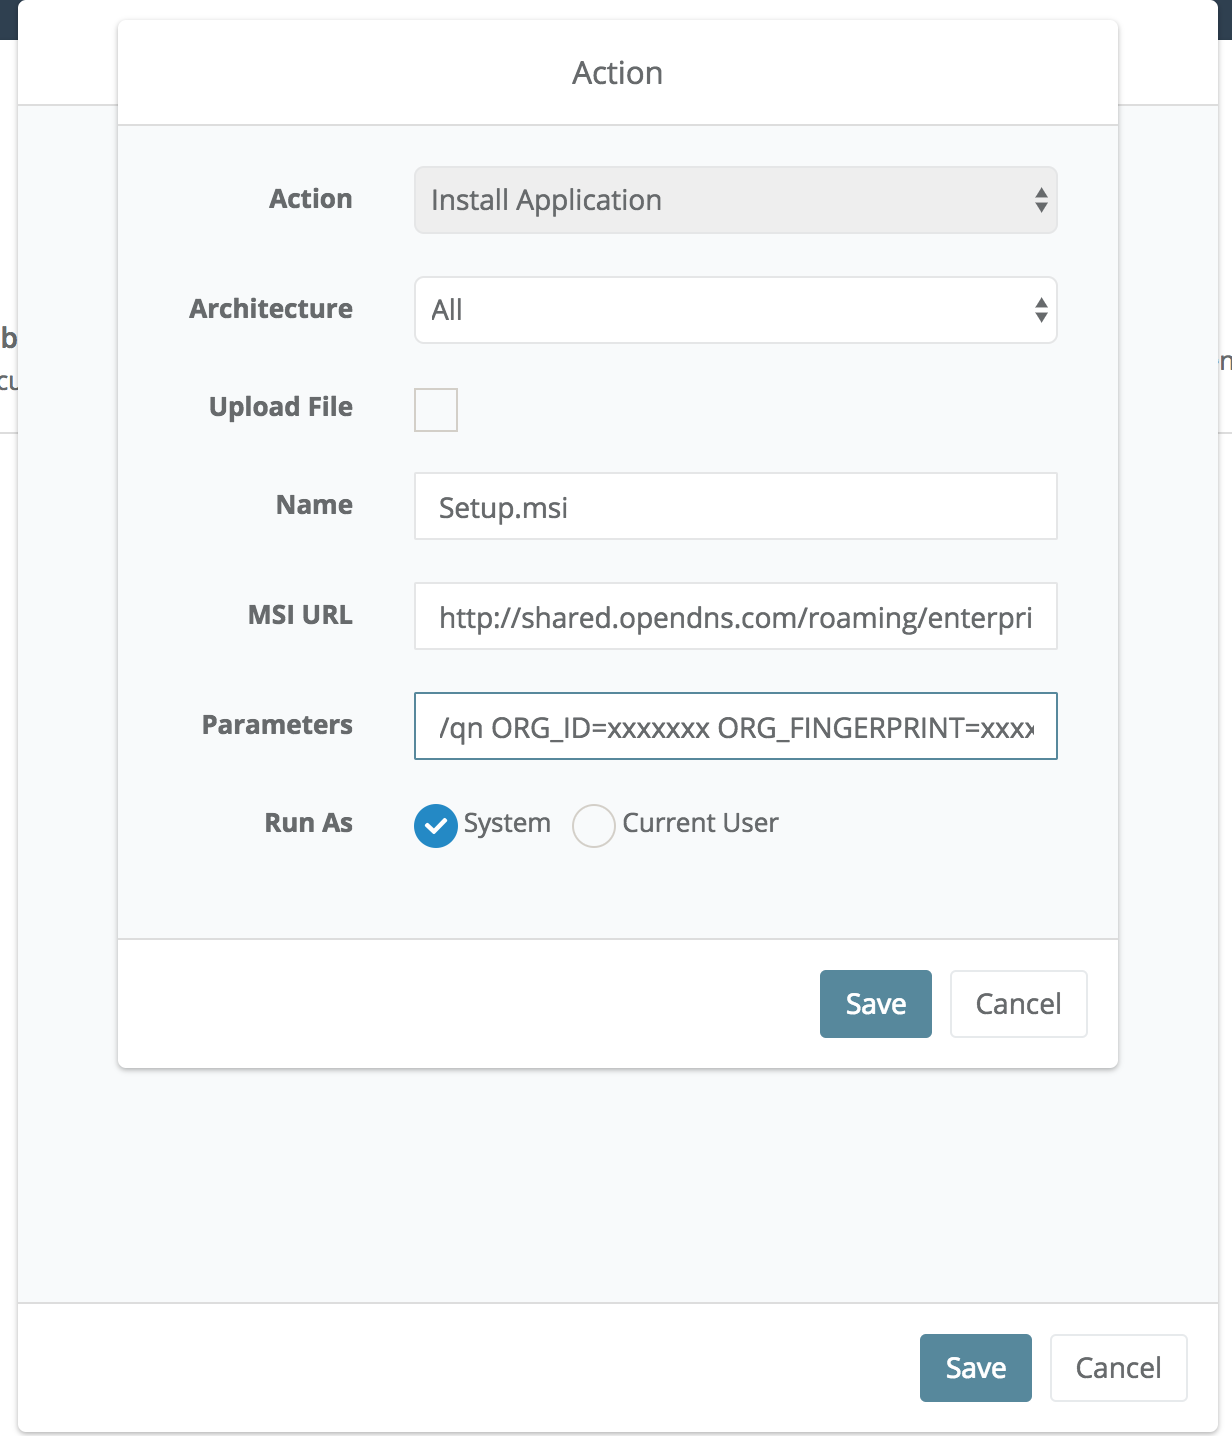 Action
Action Install Application
Architecture All
Upload File
Name Setup.msi
MSI URL http://shared.opendns.com/roaming/enterpri
Parameters /qn ORG_ID=xxxxxxx ORG_FINGERPRINT=xxxx
Run As System Current User
Save Cancel
Save Cancel